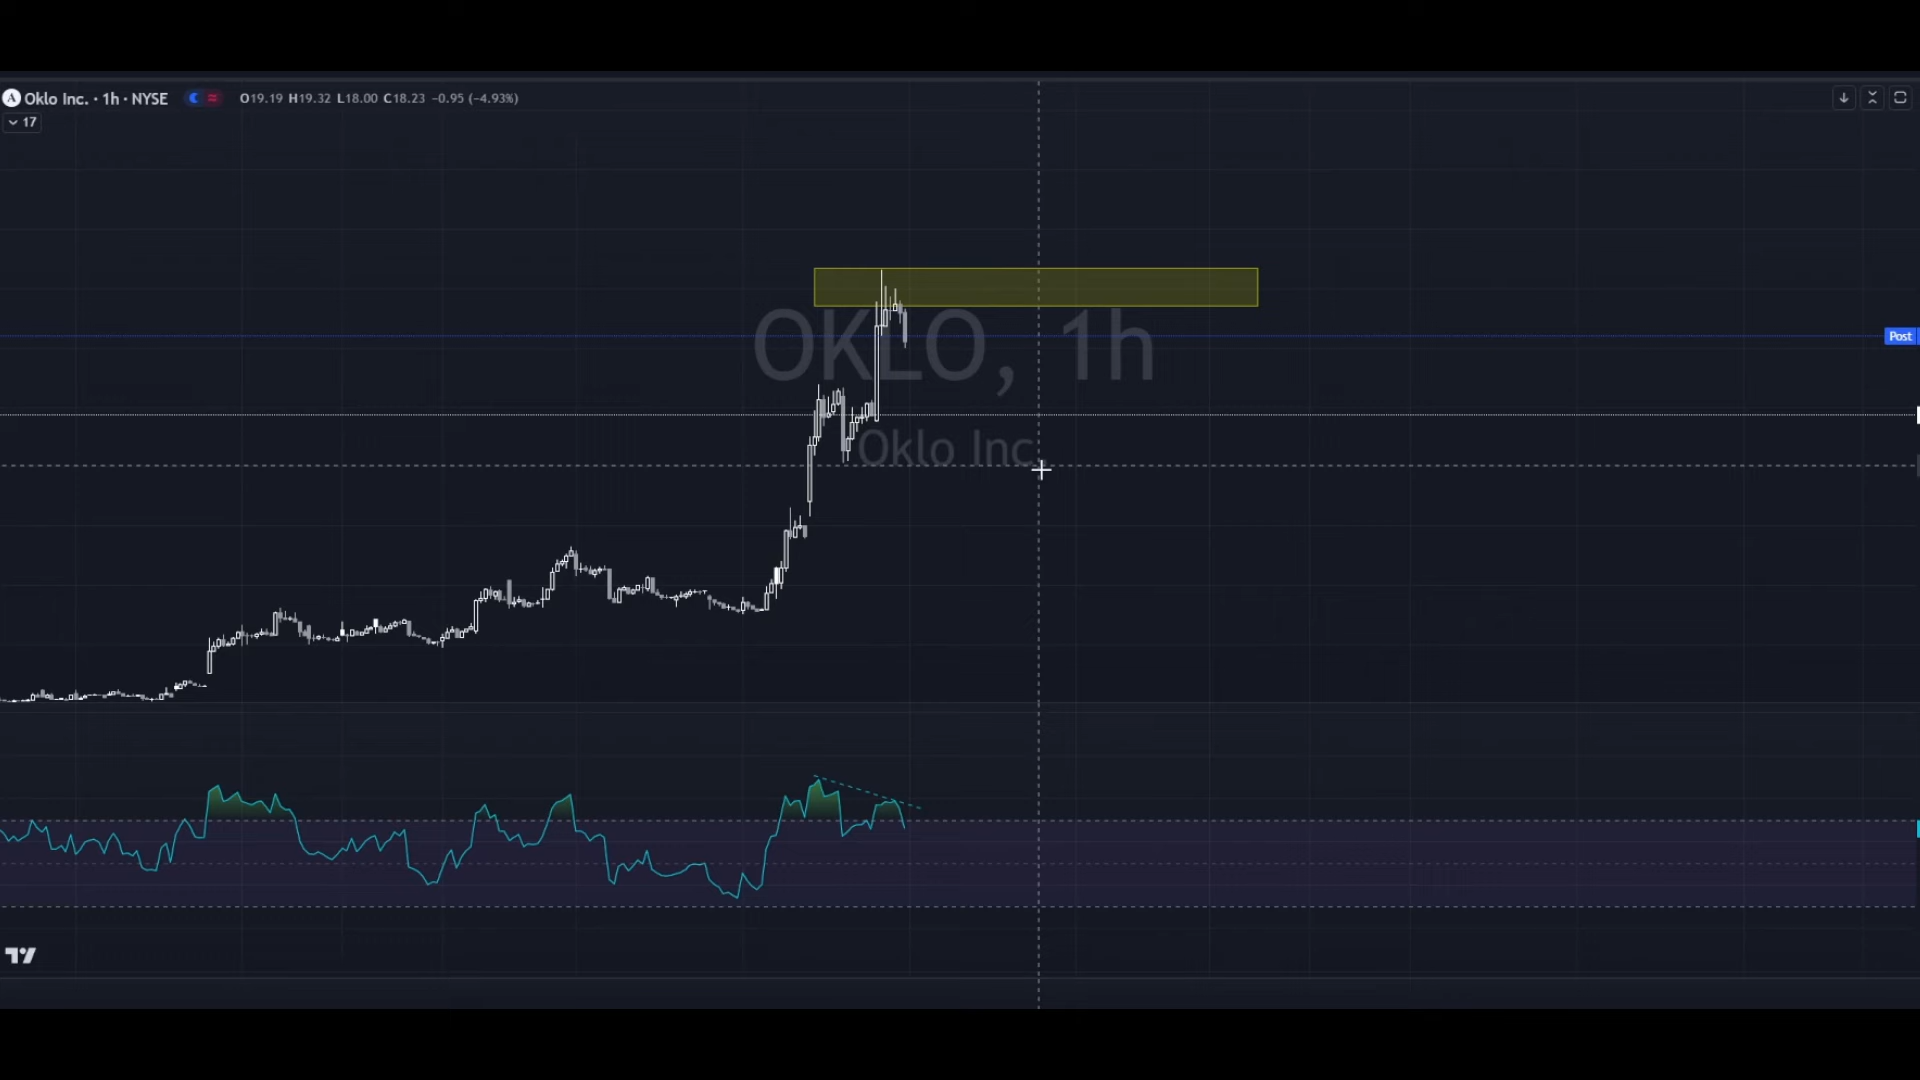 Oklo Inc. · 1h · NYSE O19.19 H19.32 L18.00 C18.23 −0.95 (−4.93%)
17
OKLO, 1h
Post
Oklo Inc.